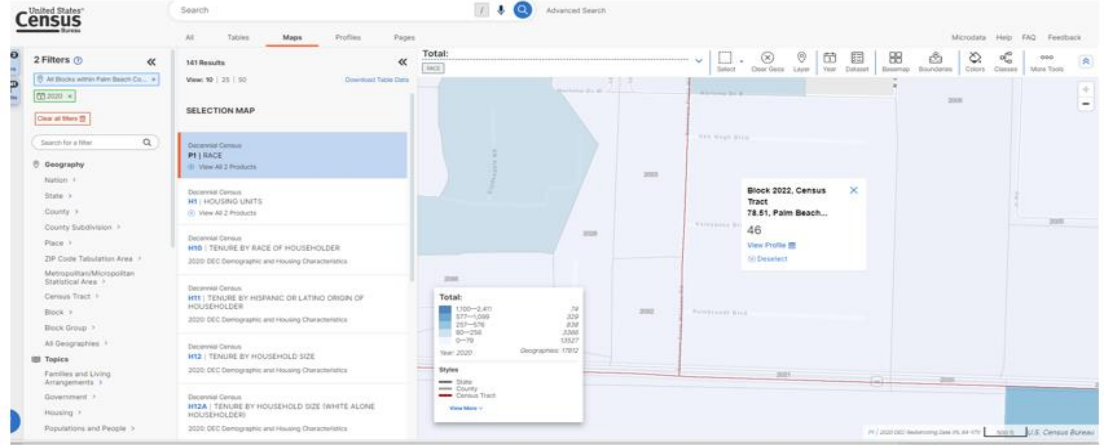 United States®
Census
Bureau
Search
/
Advanced Search
All Tables Maps Profiles Pages
Microdata Help FAQ Feedback
2 Filters
All Blocks within Palm Beach Co... ×
2020 ×
Clear all filters
Search for a filter
Geography
Nation
State
County
County Subdivision
Place
ZIP Code Tabulation Area
Metropolitan/Micropolitan
Statistical Area
Census Tract
Block
Block Group
All Geographies
Topics
Families and Living
Arrangements
Government
Housing
Populations and People
141 Results
View: 10 | 25 | 50
Download Table Data
SELECTION MAP
Decennial Census
P1 | RACE
View All 2 Products
Decennial Census
H1 | HOUSING UNITS
View All 2 Products
Decennial Census
H10 | TENURE BY RACE OF HOUSEHOLDER
2020: DEC Demographic and Housing Characteristics
Decennial Census
H11 | TENURE BY HISPANIC OR LATINO ORIGIN OF
HOUSEHOLDER
2020: DEC Demographic and Housing Characteristics
Decennial Census
H12 | TENURE BY HOUSEHOLD SIZE
2020: DEC Demographic and Housing Characteristics
Decennial Census
H12A | TENURE BY HOUSEHOLD SIZE (WHITE ALONE
HOUSEHOLDER)
2020: DEC Demographic and Housing Characteristics
Total:
RACE
Select Clear Geos Layer Year Dataset Basemap Boundaries Colors Classes More Tools
Van Gogh Blvd
Block 2022, Census
Tract
78.51, Palm Beach...
46
View Profile
Deselect
Total:
1,100—2,411 74
577—1,099 329
257—576 838
80—256
0—79 13527
Year: 2020 Geographies: 17812
Styles
State
County
Census Tract
View More
2021
U.S. Census Bureau